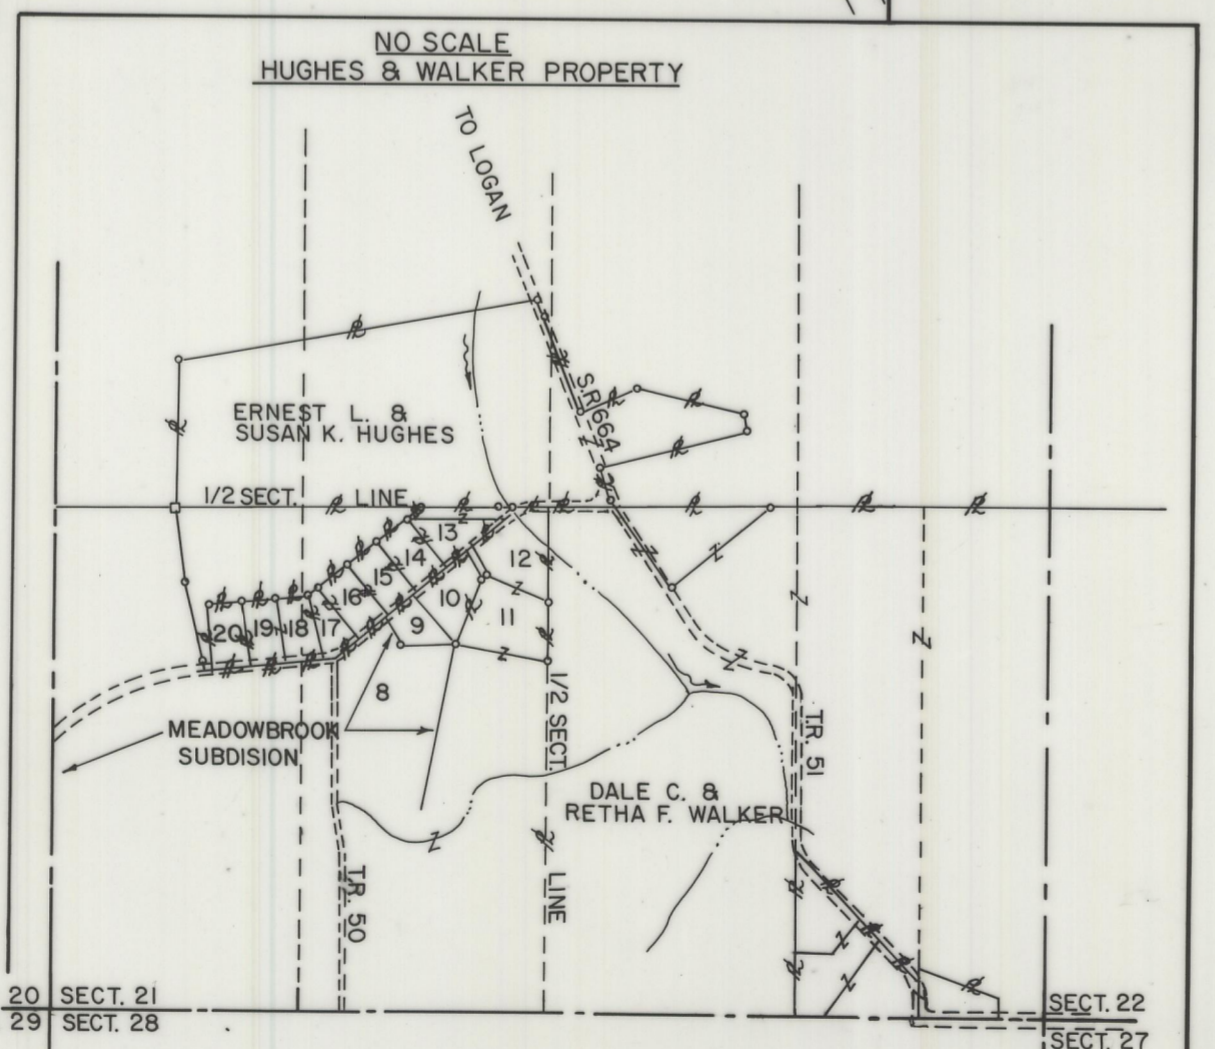 NO SCALE
HUGHES & WALKER PROPERTY
TO LOGAN
S.R. 664
ERNEST L. &
SUSAN K. HUGHES
1/2 SECT. LINE
13
14
12
15
16
10
11
20 19 18 17
9
8
MEADOWBROOK
SUBDISION
1/2 SECT. LINE
TR. 51
DALE C. &
RETHA F. WALKER
TR. 50
20 SECT. 21
29 SECT. 28
SECT. 22
SECT. 27